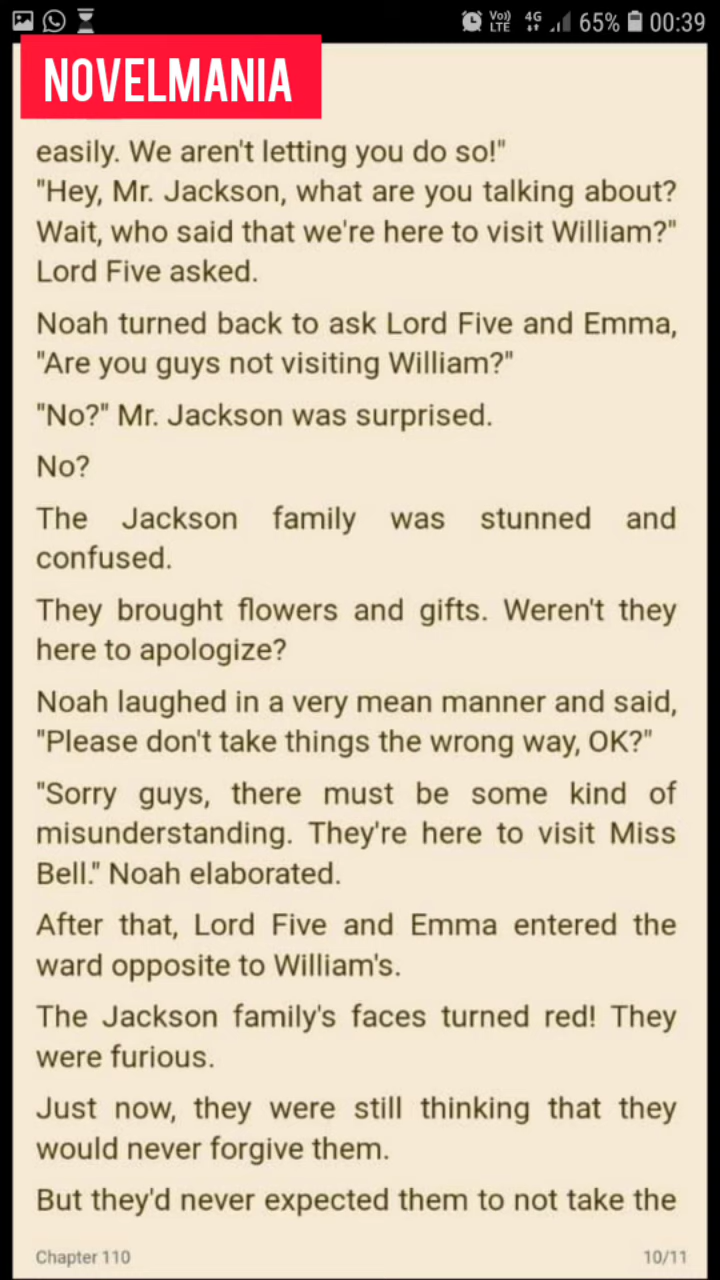 Vo)) 4G 65% 00:39
LTE
NOVELMANIA
easily. We aren't letting you do so!"
"Hey, Mr. Jackson, what are you talking about?
Wait, who said that we're here to visit William?"
Lord Five asked.
Noah turned back to ask Lord Five and Emma,
"Are you guys not visiting William?"
"No?" Mr. Jackson was surprised.
No?
The Jackson family was stunned and
confused.
They brought flowers and gifts. Weren't they
here to apologize?
Noah laughed in a very mean manner and said,
"Please don't take things the wrong way, OK?"
"Sorry guys, there must be some kind of
misunderstanding. They're here to visit Miss
Bell." Noah elaborated.
After that, Lord Five and Emma entered the
ward opposite to William's.
The Jackson family's faces turned red! They
were furious.
Just now, they were still thinking that they
would never forgive them.
But they'd never expected them to not take the
Chapter 110 10/11